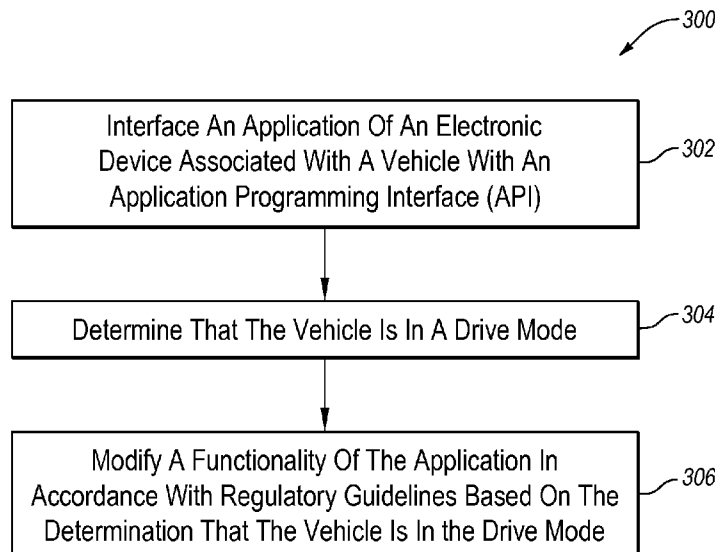 300
Interface An Application Of An Electronic
Device Associated With A Vehicle With An
Application Programming Interface (API)
302
Determine That The Vehicle Is In A Drive Mode
304
Modify A Functionality Of The Application In
Accordance With Regulatory Guidelines Based On The
Determination That The Vehicle Is In the Drive Mode
306